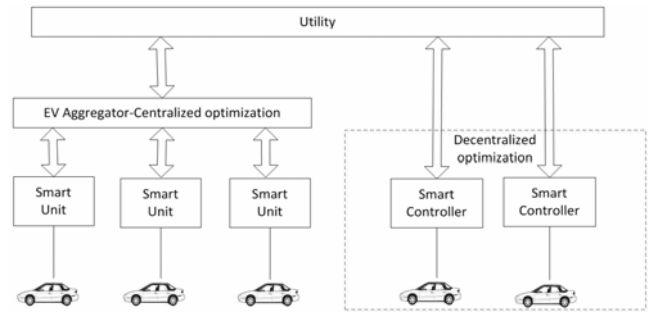 Utility
EV Aggregator-Centralized optimization
Decentralized
optimization
Smart
Unit
Smart
Unit
Smart
Unit
Smart
Controller
Smart
Controller